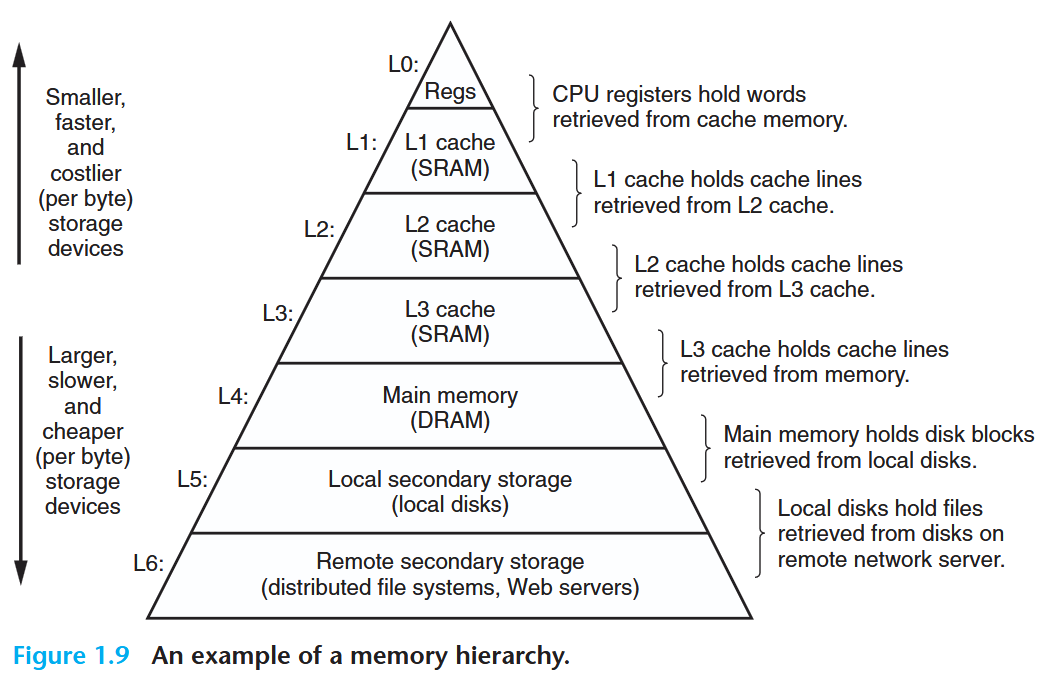 Smaller,
faster,
and
costlier
(per byte)
storage
devices
Larger,
slower,
and
cheaper
(per byte)
storage
devices
L0:
Regs
L1:
L1 cache
(SRAM)
L2:
L2 cache
(SRAM)
L3:
L3 cache
(SRAM)
L4:
Main memory
(DRAM)
L5:
Local secondary storage
(local disks)
L6:
Remote secondary storage
(distributed file systems, Web servers)
CPU registers hold words
retrieved from cache memory.
L1 cache holds cache lines
retrieved from L2 cache.
L2 cache holds cache lines
retrieved from L3 cache.
L3 cache holds cache lines
retrieved from memory.
Main memory holds disk blocks
retrieved from local disks.
Local disks hold files
retrieved from disks on
remote network server.
Figure 1.9 An example of a memory hierarchy.